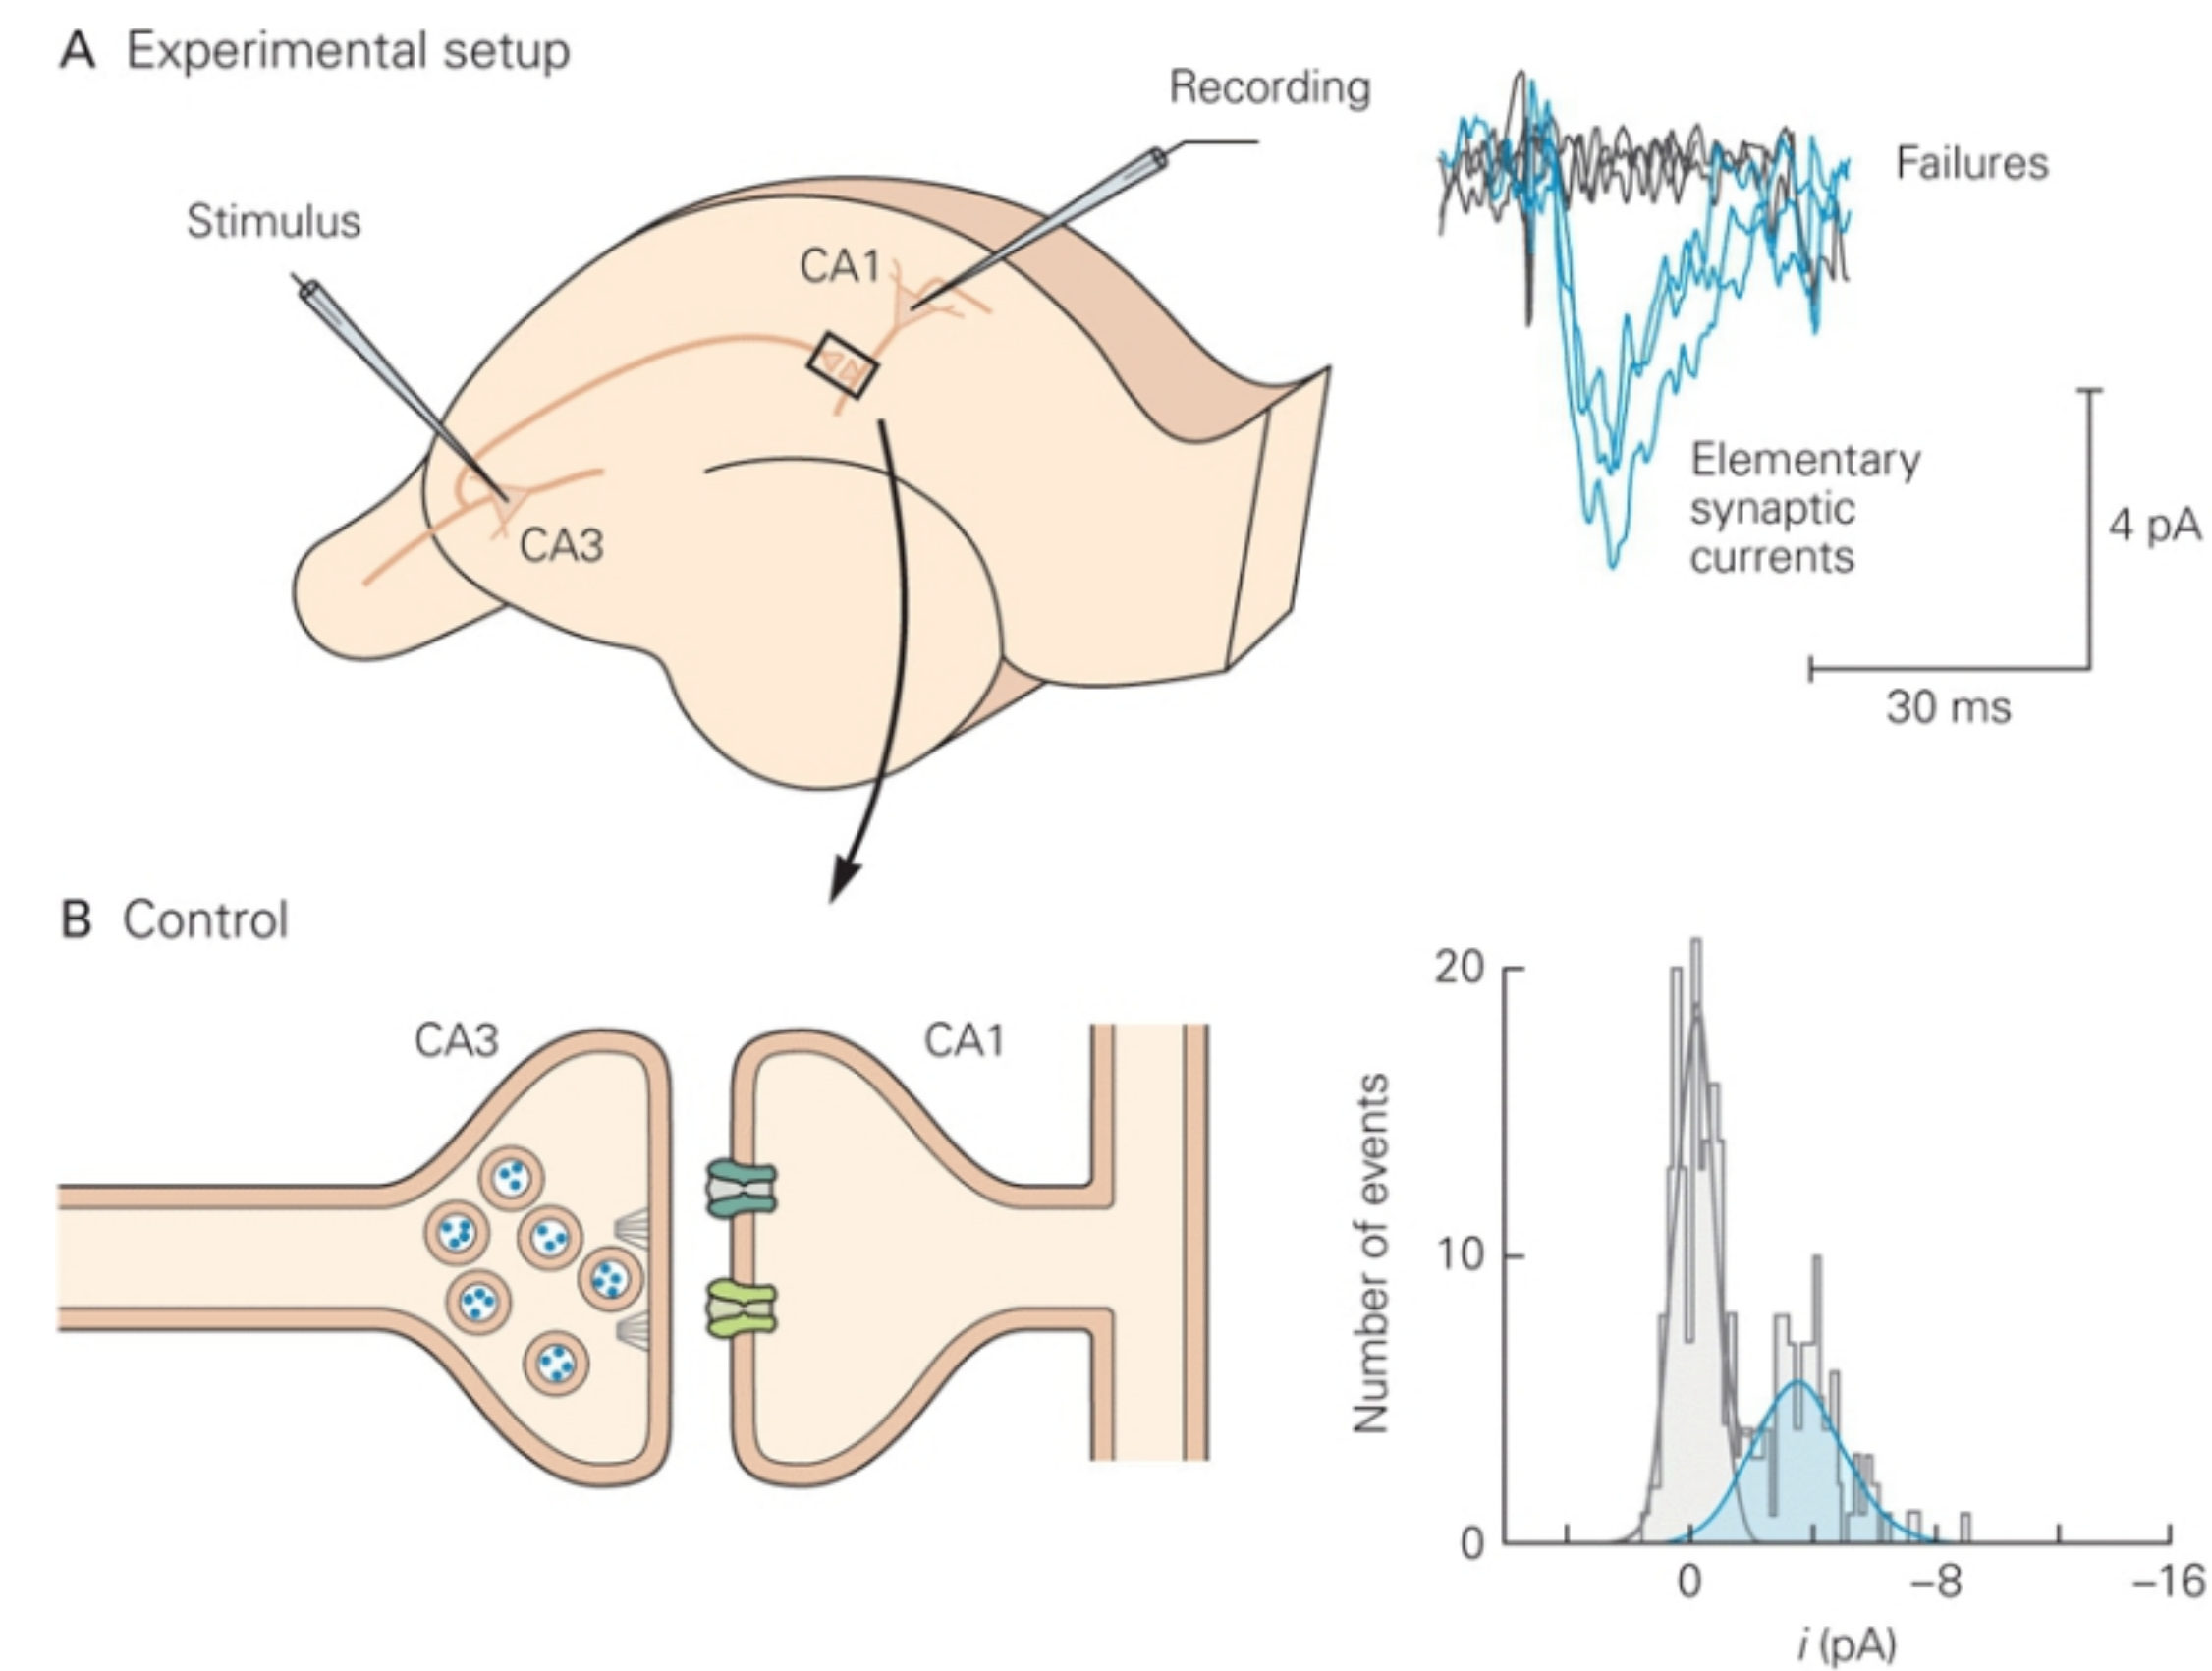 A Experimental setup
Recording
Stimulus
CA1
CA3
Failures
Elementary
synaptic
currents
4 pA
30 ms
B Control
CA3
CA1
Number of events
20
10
0
0
–8
–16
i (pA)